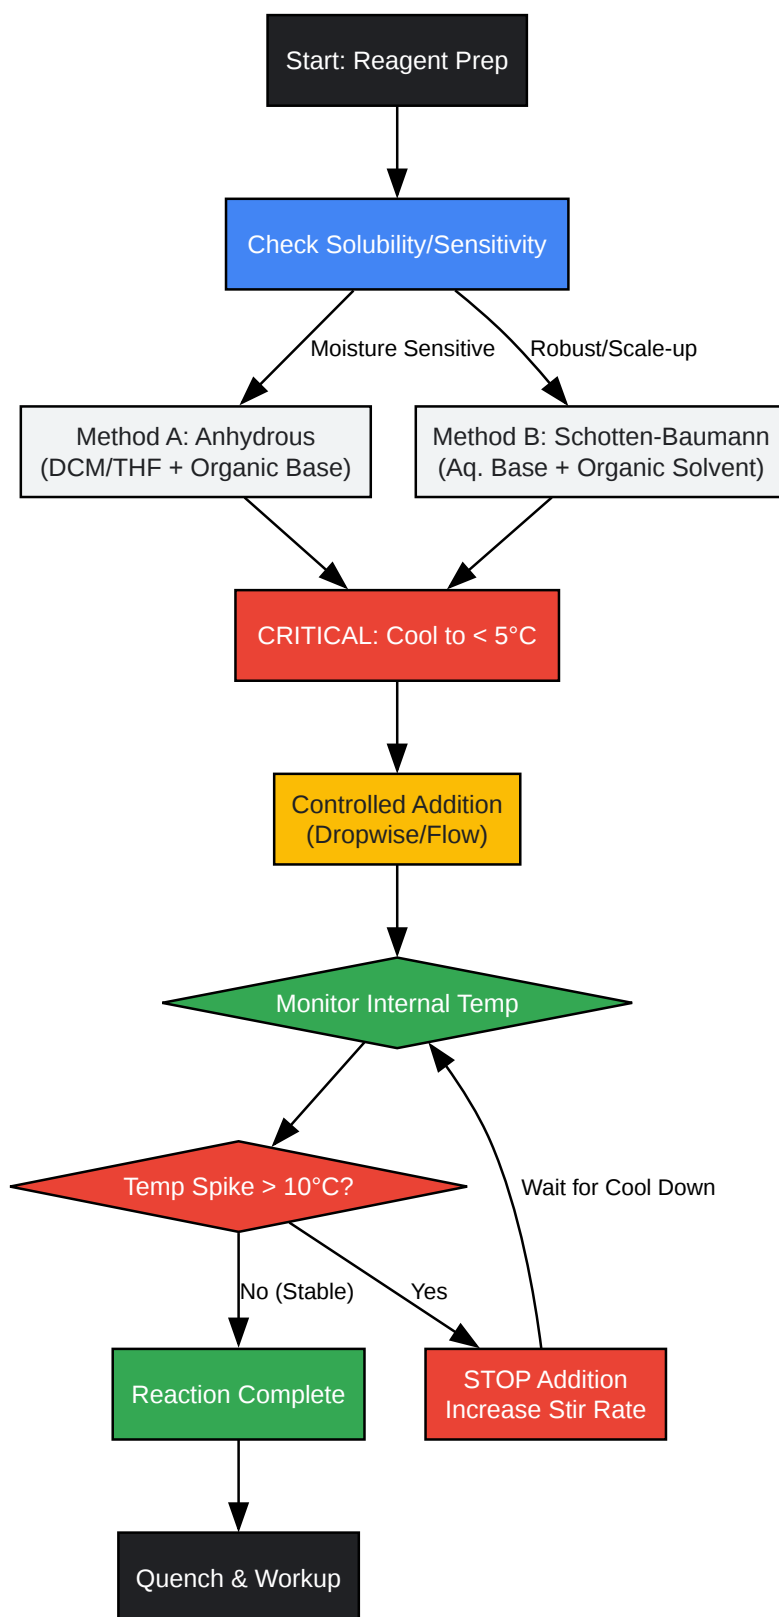 Start: Reagent Prep
Check Solubility/Sensitivity
Moisture Sensitive
Robust/Scale-up
Method A: Anhydrous
(DCM/THF + Organic Base)
Method B: Schotten-Baumann
(Aq. Base + Organic Solvent)
CRITICAL: Cool to < 5°C
Controlled Addition
(Dropwise/Flow)
Monitor Internal Temp
Temp Spike > 10°C?
Wait for Cool Down
No (Stable)
Yes
Reaction Complete
STOP Addition
Increase Stir Rate
Quench & Workup